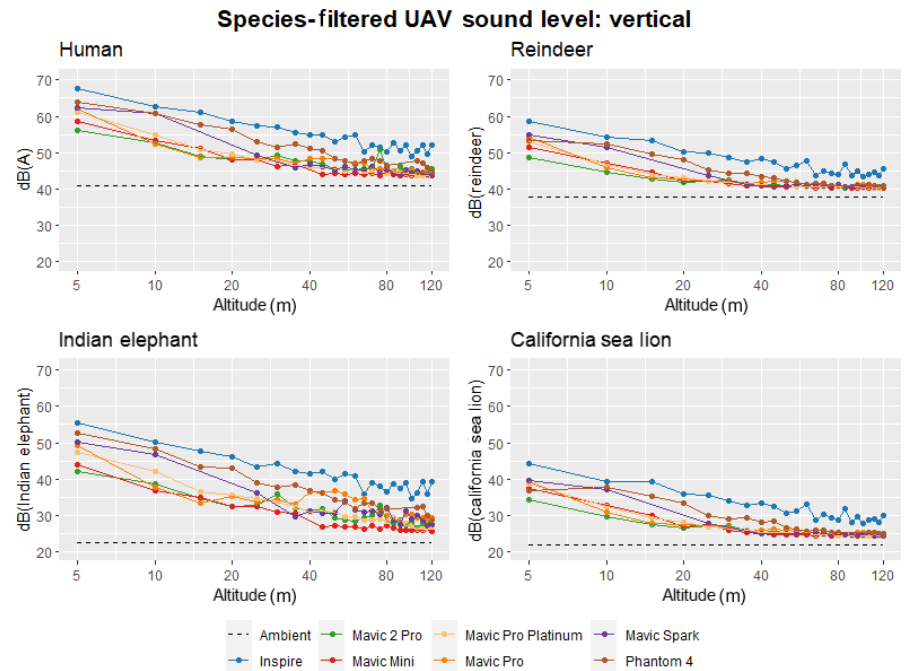 Species-filtered UAV sound level: vertical
Human
70
60
50
40
30
20
dB(A)
5 10 20 40 80 120
Altitude (m)
Reindeer
70
60
50
40
30
20
dB(reindeer)
5 10 20 40 80 120
Altitude (m)
Indian elephant
70
60
50
40
30
20
dB(Indian elephant)
5 10 20 40 80 120
Altitude (m)
California sea lion
70
60
50
40
30
20
dB(california sea lion)
5 10 20 40 80 120
Altitude (m)
Ambient Mavic 2 Pro Mavic Pro Platinum Mavic Spark
Inspire Mavic Mini Mavic Pro Phantom 4